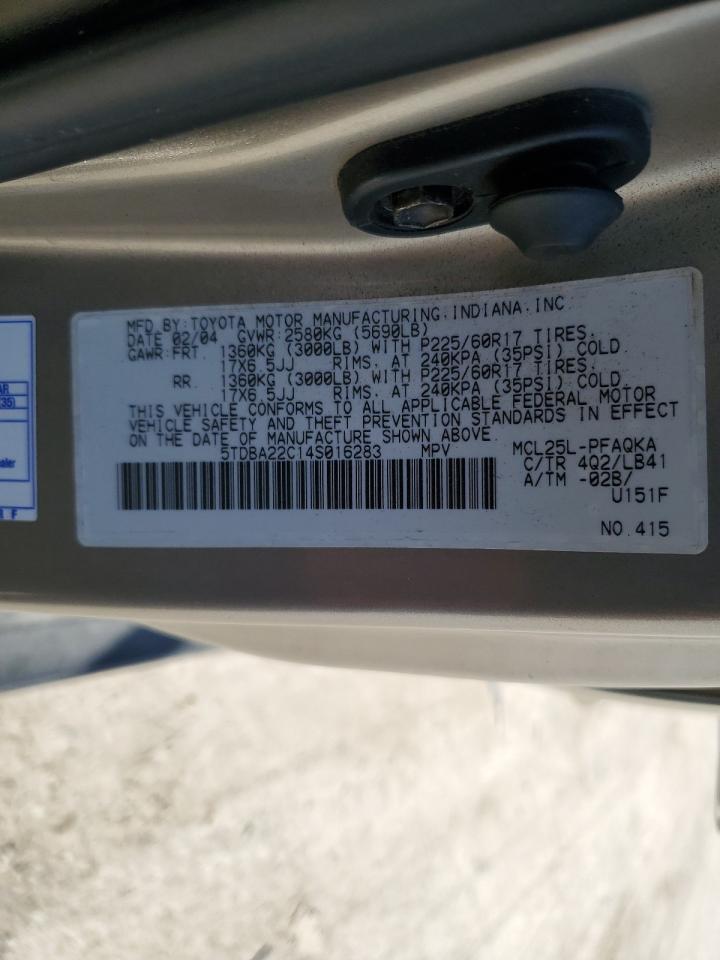 MFD.BY:TOYOTA MOTOR MANUFACTURING.INDIANA.INC.
DATE 02/04 GVWR:2580KG (5690LB)
GAWR:FRT. 1360KG (3000LB) WITH P225/60R17 TIRES.
17X6.5JJ RIMS. AT 240KPA (35PSI) COLD
RR. 1360KG (3000LB) WITH P225/60R17 TIRES.
17X6.5JJ RIMS. AT 240KPA (35PSI) COLD.
THIS VEHICLE CONFORMS TO ALL APPLICABLE FEDERAL MOTOR
VEHICLE SAFETY AND THEFT PREVENTION STANDARDS IN EFFECT
ON THE DATE OF MANUFACTURE SHOWN ABOVE.
5TDBA22C14S016283 MPV MCL25L-PFAQKA
C/TR 4Q2/LB41
A/TM -02B/
U151F
NO.415
AR
(35)
aler
F